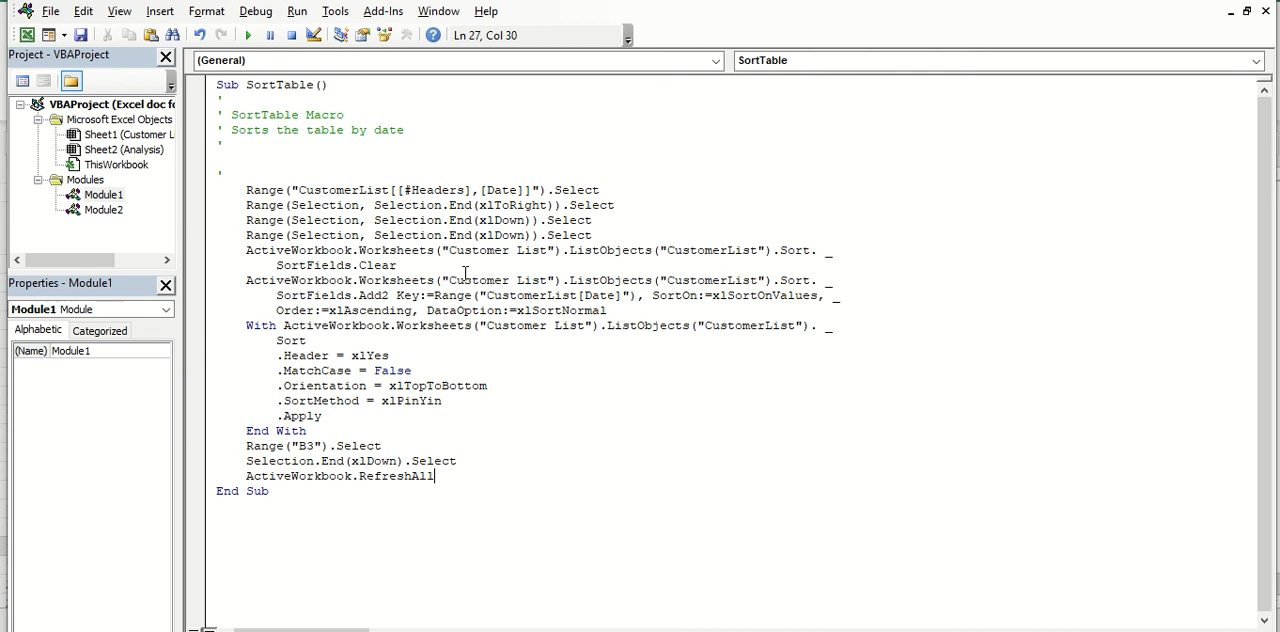 File Edit View Insert Format Debug Run Tools Add-Ins Window Help
Ln 27, Col 30
Project - VBAProject
(General)
SortTable
VBAProject (Excel doc fo
Microsoft Excel Objects
Sheet1 (Customer L
Sheet2 (Analysis)
ThisWorkbook
Modules
Module1
Module2
Properties - Module1
Module1 Module
Alphabetic Categorized
(Name) Module1
Sub SortTable()
'
' SortTable Macro
' Sorts the table by date
'
'
Range("CustomerList[[#Headers],[Date]]").Select
Range(Selection, Selection.End(xlToRight)).Select
Range(Selection, Selection.End(xlDown)).Select
Range(Selection, Selection.End(xlDown)).Select
ActiveWorkbook.Worksheets("Customer List").ListObjects("CustomerList").Sort. _
SortFields.Clear
ActiveWorkbook.Worksheets("Customer List").ListObjects("CustomerList").Sort. _
SortFields.Add2 Key:=Range("CustomerList[Date]"), SortOn:=xlSortOnValues, _
Order:=xlAscending, DataOption:=xlSortNormal
With ActiveWorkbook.Worksheets("Customer List").ListObjects("CustomerList"). _
Sort
.Header = xlYes
.MatchCase = False
.Orientation = xlTopToBottom
.SortMethod = xlPinYin
.Apply
End With
Range("B3").Select
Selection.End(xlDown).Select
ActiveWorkbook.RefreshAll
End Sub